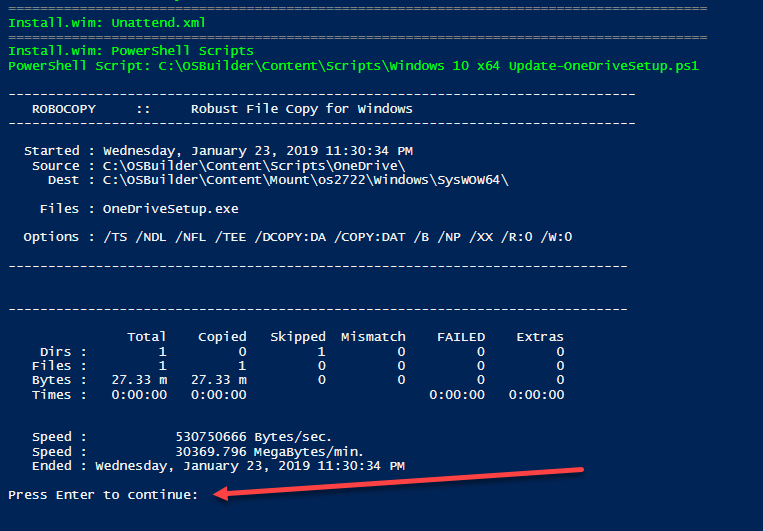 ================================================================================
Install.wim: Unattend.xml
================================================================================
Install.wim: PowerShell Scripts
PowerShell Script: C:\OSBuilder\Content\Scripts\Windows 10 x64 Update-OneDriveSetup.ps1
-------------------------------------------------------------------------------
ROBOCOPY :: Robust File Copy for Windows
-------------------------------------------------------------------------------
Started : Wednesday, January 23, 2019 11:30:34 PM
Source : C:\OSBuilder\Content\Scripts\OneDrive\
Dest : C:\OSBuilder\Content\Mount\os2722\Windows\SysWOW64\
Files : OneDriveSetup.exe
Options : /TS /NDL /NFL /TEE /DCOPY:DA /COPY:DAT /B /NP /XX /R:0 /W:0
------------------------------------------------------------------------------
------------------------------------------------------------------------------
Total Copied Skipped Mismatch FAILED Extras
Dirs : 1 0 1 0 0 0
Files : 1 1 0 0 0 0
Bytes : 27.33 m 27.33 m 0 0 0 0
Times : 0:00:00 0:00:00 0:00:00 0:00:00
Speed : 530750666 Bytes/sec.
Speed : 30369.796 MegaBytes/min.
Ended : Wednesday, January 23, 2019 11:30:34 PM
Press Enter to continue: